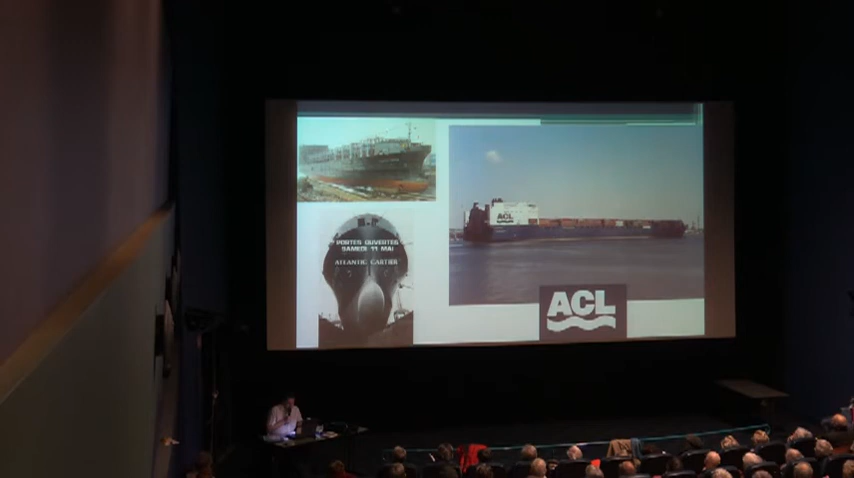 PORTES OUVERTES
SAMEDI 11 MAI
ATLANTIC CARTIER
ACL
ACL